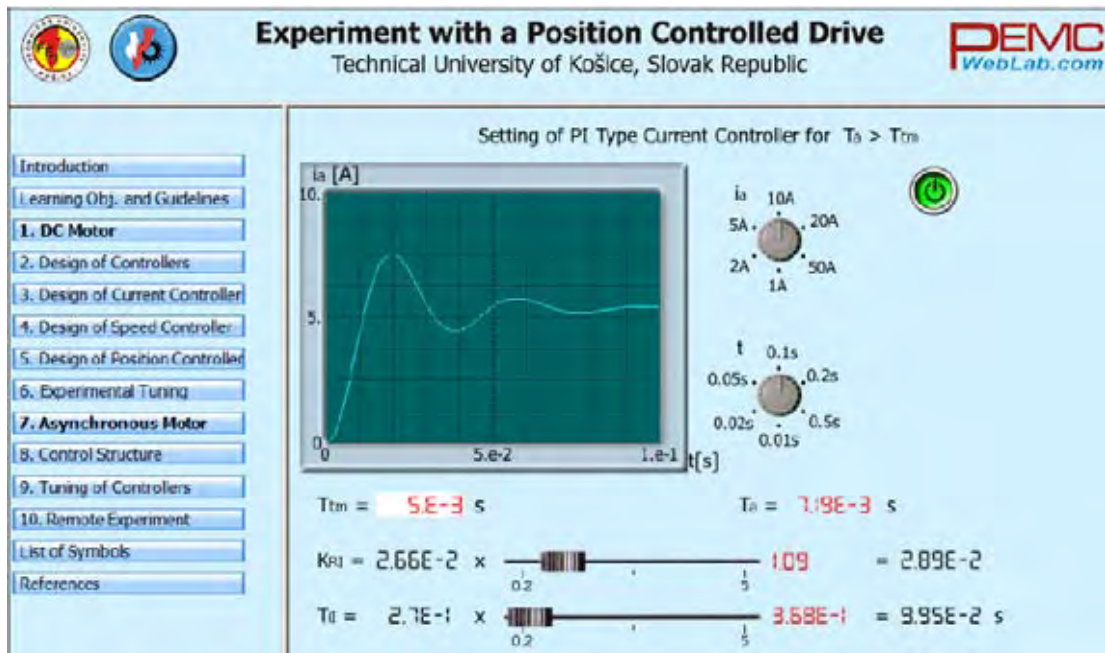 Experiment with a Position Controlled Drive
Technical University of Košice, Slovak Republic
PEMC
WebLab.com
Introduction
Learning Obj. and Guidelines
1. DC Motor
2. Design of Controllers
3. Design of Current Controller
4. Design of Speed Controller
5. Design of Position Controller
6. Experimental Tuning
7. Asynchronous Motor
8. Control Structure
9. Tuning of Controllers
10. Remote Experiment
List of Symbols
References
Setting of PI Type Current Controller for Ta > Ttm
ia [A]
10.
5.
0
0
5.e-2
1.e-1
t[s]
ia
10A
5A
20A
2A
50A
1A
t
0.1s
0.05s
0.2s
0.02s
0.5s
0.01s
Ttm = 5.E-3 s
Ta = 7.19E-3 s
KRI = 2.66E-2 x 1.09 = 2.89E-2
0.2 5
= 2.7E-1 x 3.68E-1 = 9.95E-2 s
0.2 5